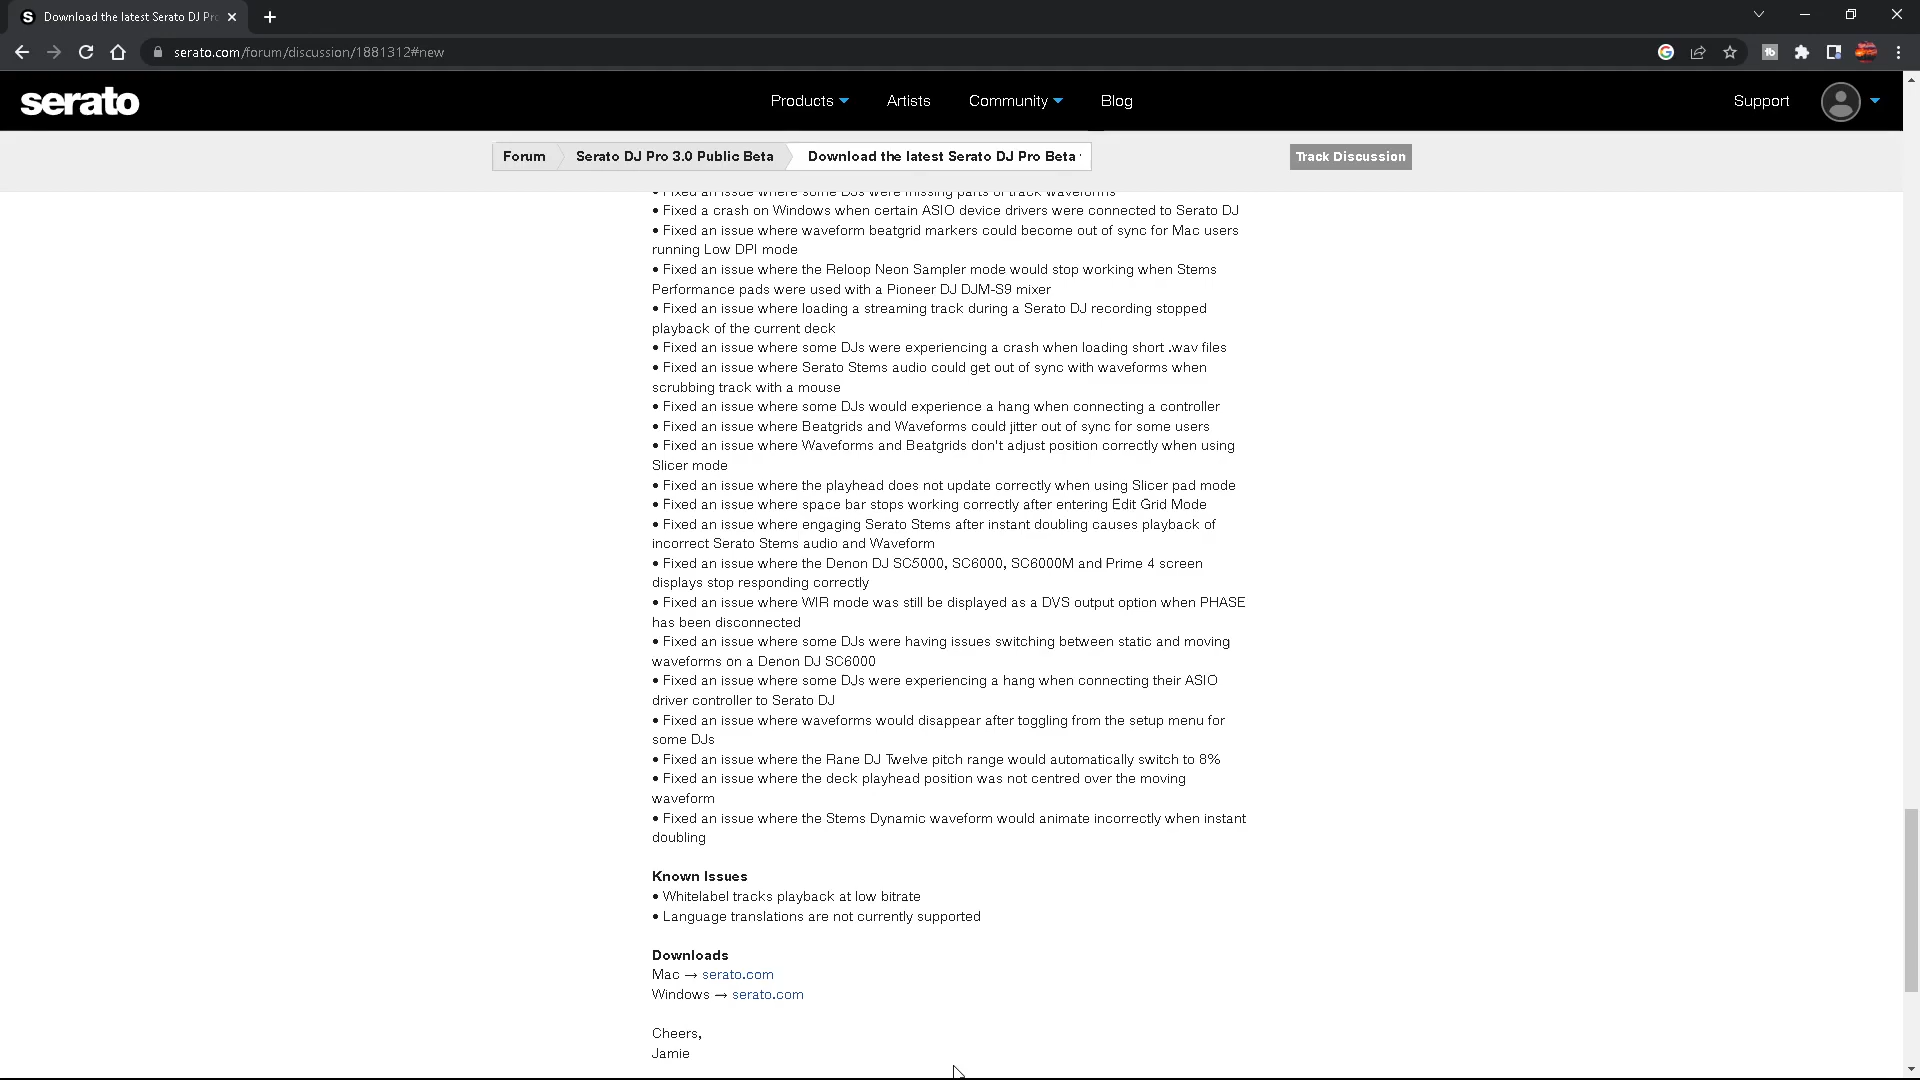 Download the latest Serato DJ Pro
serato.com/forum/discussion/1881312#new
serato
Products
Artists
Community
Blog
Support
Forum
Serato DJ Pro 3.0 Public Beta
Download the latest Serato DJ Pro Beta
Track Discussion
• Fixed an issue where some DJs were missing parts of track waveforms
• Fixed a crash on Windows when certain ASIO device drivers were connected to Serato DJ
• Fixed an issue where waveform beatgrid markers could become out of sync for Mac users
running Low DPI mode
• Fixed an issue where the Reloop Neon Sampler mode would stop working when Stems
Performance pads were used with a Pioneer DJ DJM-S9 mixer
• Fixed an issue where loading a streaming track during a Serato DJ recording stopped
playback of the current deck
• Fixed an issue where some DJs were experiencing a crash when loading short .wav files
• Fixed an issue where Serato Stems audio could get out of sync with waveforms when
scrubbing track with a mouse
• Fixed an issue where some DJs would experience a hang when connecting a controller
• Fixed an issue where Beatgrids and Waveforms could jitter out of sync for some users
• Fixed an issue where Waveforms and Beatgrids don't adjust position correctly when using
Slicer mode
• Fixed an issue where the playhead does not update correctly when using Slicer pad mode
• Fixed an issue where space bar stops working correctly after entering Edit Grid Mode
• Fixed an issue where engaging Serato Stems after instant doubling causes playback of
incorrect Serato Stems audio and Waveform
• Fixed an issue where the Denon DJ SC5000, SC6000, SC6000M and Prime 4 screen
displays stop responding correctly
• Fixed an issue where WIR mode was still be displayed as a DVS output option when PHASE
has been disconnected
• Fixed an issue where some DJs were having issues switching between static and moving
waveforms on a Denon DJ SC6000
• Fixed an issue where some DJs were experiencing a hang when connecting their ASIO
driver controller to Serato DJ
• Fixed an issue where waveforms would disappear after toggling from the setup menu for
some DJs
• Fixed an issue where the Rane DJ Twelve pitch range would automatically switch to 8%
• Fixed an issue where the deck playhead position was not centred over the moving
waveform
• Fixed an issue where the Stems Dynamic waveform would animate incorrectly when instant
doubling
Known Issues
• Whitelabel tracks playback at low bitrate
• Language translations are not currently supported
Downloads
Mac → serato.com
Windows → serato.com
Cheers,
Jamie